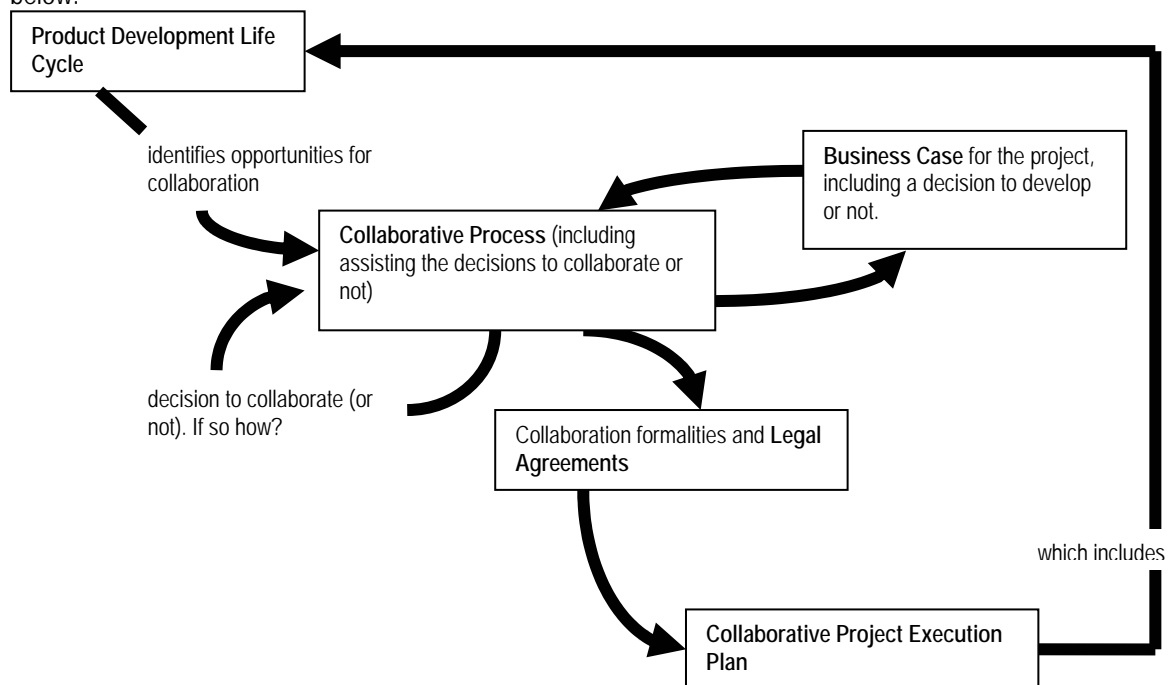 below:
Product Development Life
Cycle
identifies opportunities for
collaboration
Business Case for the project,
including a decision to develop
or not.
Collaborative Process (including
assisting the decisions to collaborate or
not)
decision to collaborate (or
not). If so how?
Collaboration formalities and Legal
Agreements
which includes
Collaborative Project Execution
Plan